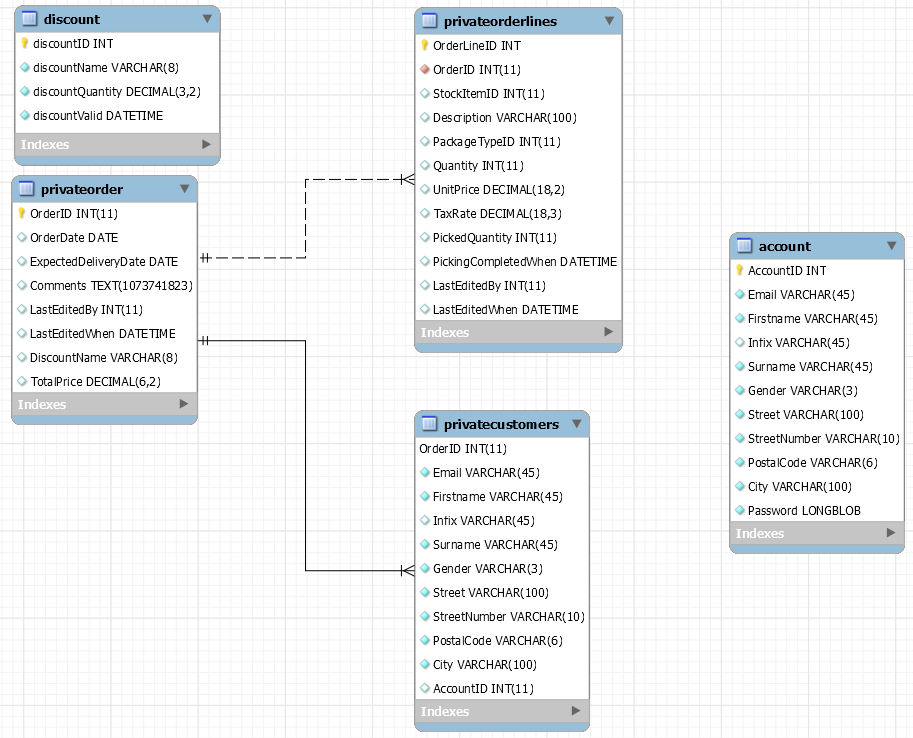 discount
discountID INT
discountName VARCHAR(8)
discountQuantity DECIMAL(3,2)
discountValid DATETIME
Indexes
privateorder
OrderID INT(11)
OrderDate DATE
ExpectedDeliveryDate DATE
Comments TEXT(1073741823)
LastEditedBy INT(11)
LastEditedWhen DATETIME
DiscountName VARCHAR(8)
TotalPrice DECIMAL(6,2)
Indexes
privateorderlines
OrderLineID INT
OrderID INT(11)
StockItemID INT(11)
Description VARCHAR(100)
PackageTypeID INT(11)
Quantity INT(11)
UnitPrice DECIMAL(18,2)
TaxRate DECIMAL(18,3)
PickedQuantity INT(11)
PickingCompletedWhen DATETIME
LastEditedBy INT(11)
LastEditedWhen DATETIME
Indexes
privatecustomers
OrderID INT(11)
Email VARCHAR(45)
Firstname VARCHAR(45)
Infix VARCHAR(45)
Surname VARCHAR(45)
Gender VARCHAR(3)
Street VARCHAR(100)
StreetNumber VARCHAR(10)
PostalCode VARCHAR(6)
City VARCHAR(100)
AccountID INT(11)
Indexes
account
AccountID INT
Email VARCHAR(45)
Firstname VARCHAR(45)
Infix VARCHAR(45)
Surname VARCHAR(45)
Gender VARCHAR(3)
Street VARCHAR(100)
StreetNumber VARCHAR(10)
PostalCode VARCHAR(6)
City VARCHAR(100)
Password LONGBLOB
Indexes